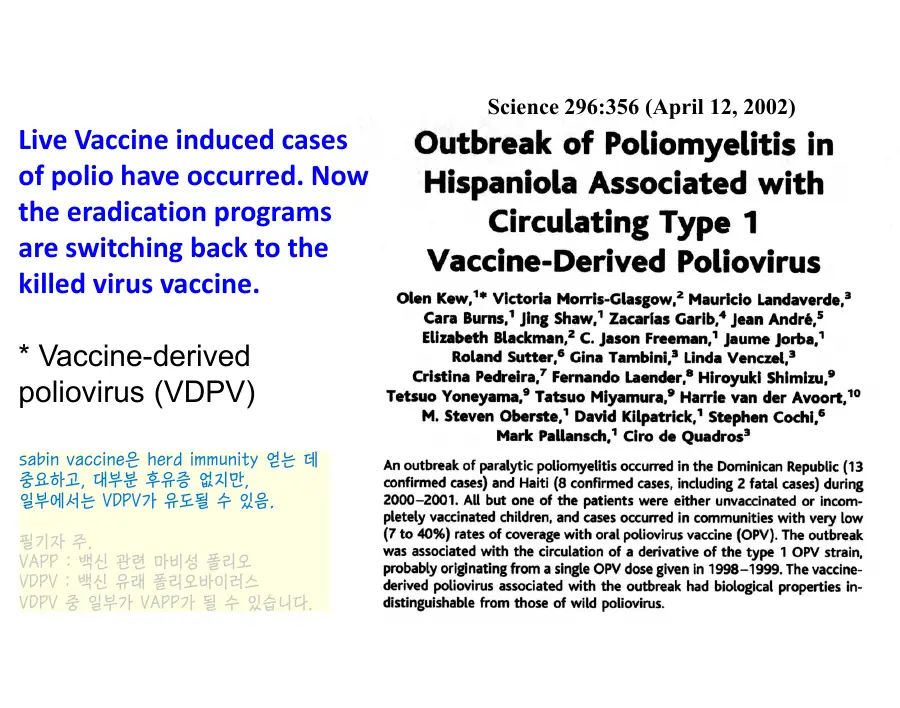 Science 296:356 (April 12, 2002)
Live Vaccine induced cases
of polio have occurred. Now
the eradication programs
are switching back to the
killed virus vaccine.
* Vaccine-derived
poliovirus (VDPV)
sabin vaccine은 herd immunity 얻는 데
중요하고, 대부분 후유증 없지만,
일부에서는 VDPV가 유도될 수 있음.
필기자 주.
VAPP : 백신 관련 마비성 폴리오
VDPV : 백신 유래 폴리오바이러스
VDPV 중 일부가 VAPP가 될 수 있습니다.
Outbreak of Poliomyelitis in
Hispaniola Associated with
Circulating Type 1
Vaccine-Derived Poliovirus
Olen Kew,¹* Victoria Morris-Glasgow,² Mauricio Landaverde,³
Cara Burns,¹ Jing Shaw,¹ Zacarías Garib,⁴ Jean André,⁵
Elizabeth Blackman,² C. Jason Freeman,¹ Jaume Jorba,¹
Roland Sutter,⁶ Gina Tambini,³ Linda Venczel,³
Cristina Pedreira,⁷ Fernando Laender,⁸ Hiroyuki Shimizu,⁹
Tetsuo Yoneyama,⁹ Tatsuo Miyamura,⁹ Harrie van der Avoort,¹⁰
M. Steven Oberste,¹ David Kilpatrick,¹ Stephen Cochi,⁶
Mark Pallansch,¹ Ciro de Quadros³
An outbreak of paralytic poliomyelitis occurred in the Dominican Republic (13
confirmed cases) and Haiti (8 confirmed cases, including 2 fatal cases) during
2000–2001. All but one of the patients were either unvaccinated or incom-
pletely vaccinated children, and cases occurred in communities with very low
(7 to 40%) rates of coverage with oral poliovirus vaccine (OPV). The outbreak
was associated with the circulation of a derivative of the type 1 OPV strain,
probably originating from a single OPV dose given in 1998–1999. The vaccine-
derived poliovirus associated with the outbreak had biological properties in-
distinguishable from those of wild poliovirus.